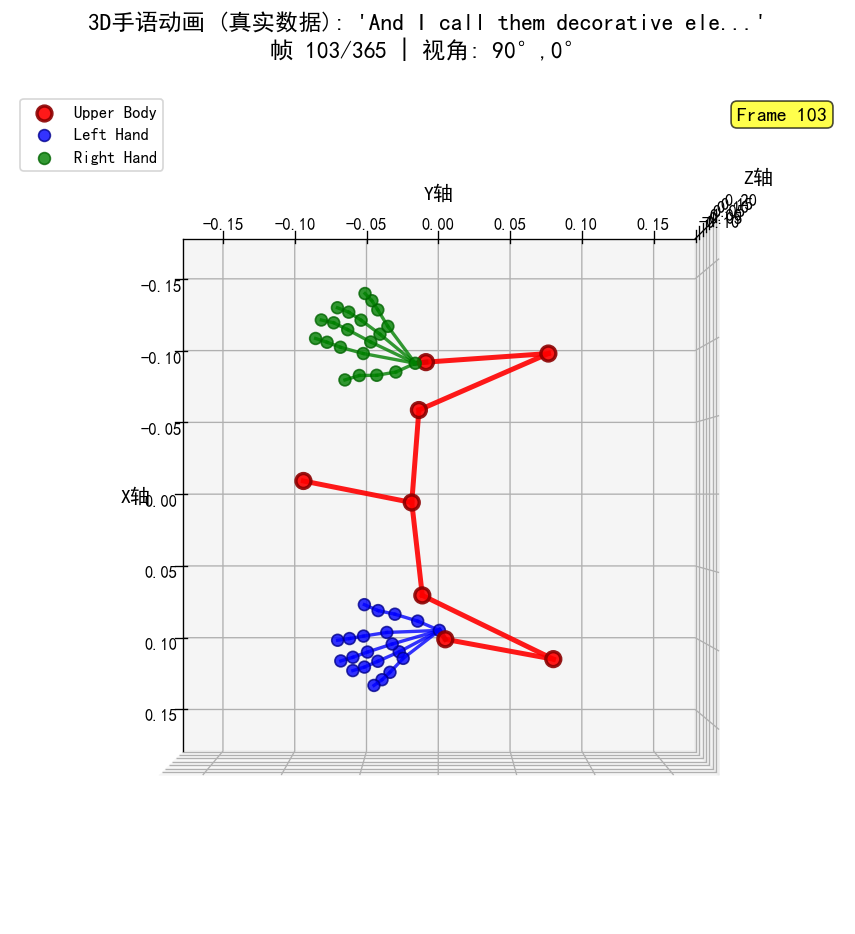 3D手语动画 (真实数据): 'And I call them decorative ele...'
帧 103/365 | 视角: 90°,0°
Upper Body
Left Hand
Right Hand
Frame 103
Z轴
Y轴
-0.15 -0.10 -0.05 0.00 0.05 0.10 0.15
-0.15
-0.10
-0.05
X轴
0.00
0.05
0.10
0.15